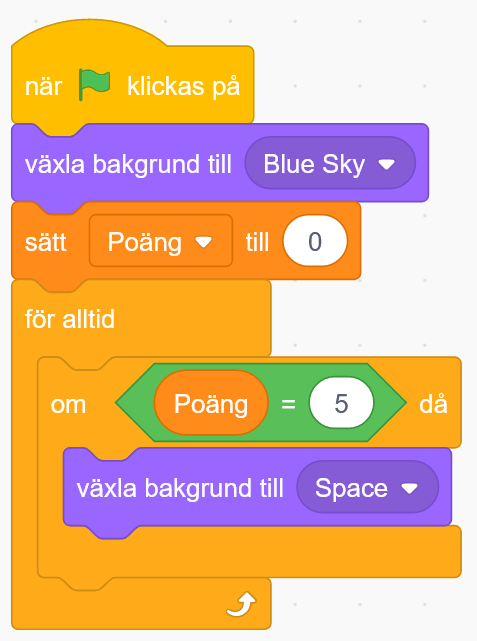 när klickas på
växla bakgrund till Blue Sky
sätt Poäng till 0
för alltid
om Poäng = 5 då
växla bakgrund till Space